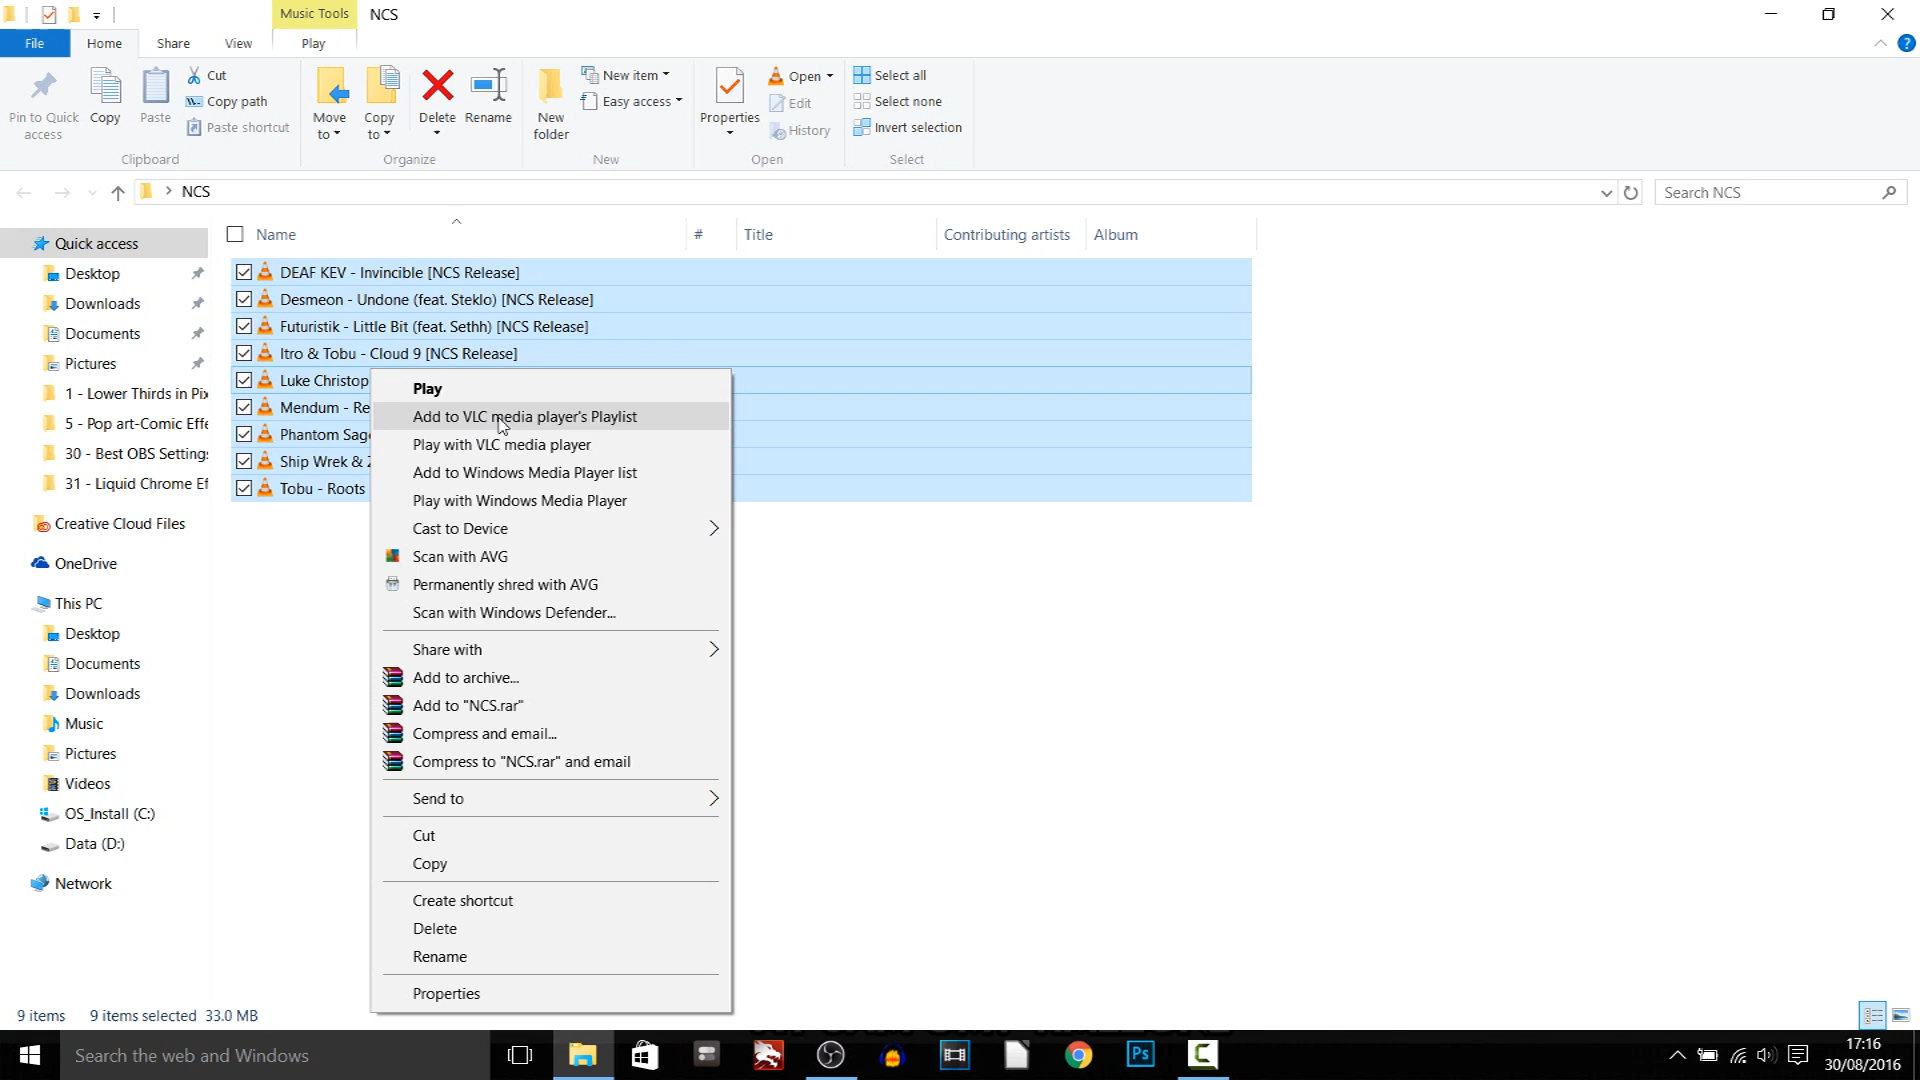 Music Tools
NCS
File
Home
Share
View
Play
Pin to Quick access
Copy
Paste
Cut
Copy path
Paste shortcut
Clipboard
Move to
Copy to
Delete
Rename
Organize
New folder
New item
Easy access
New
Properties
Open
Edit
History
Open
Select all
Select none
Invert selection
Select
NCS
Search NCS
Name
#
Title
Contributing artists
Album
Quick access
Desktop
Downloads
Documents
Pictures
1 - Lower Thirds in Pix
5 - Pop art-Comic Effe
30 - Best OBS Settings
31 - Liquid Chrome Ef
Creative Cloud Files
OneDrive
This PC
Desktop
Documents
Downloads
Music
Pictures
Videos
OS_Install (C:)
Data (D:)
Network
DEAF KEV - Invincible [NCS Release]
Desmeon - Undone (feat. Steklo) [NCS Release]
Futuristik - Little Bit (feat. Sethh) [NCS Release]
Itro & Tobu - Cloud 9 [NCS Release]
Luke Christop
Mendum - Re
Phantom Sage
Ship Wrek & Z
Tobu - Roots
Play
Add to VLC media player's Playlist
Play with VLC media player
Add to Windows Media Player list
Play with Windows Media Player
Cast to Device
Scan with AVG
Permanently shred with AVG
Scan with Windows Defender...
Share with
Add to archive...
Add to "NCS.rar"
Compress and email...
Compress to "NCS.rar" and email
Send to
Cut
Copy
Create shortcut
Delete
Rename
Properties
9 items
9 items selected 33.0 MB
Search the web and Windows
Ps
17:16
30/08/2016